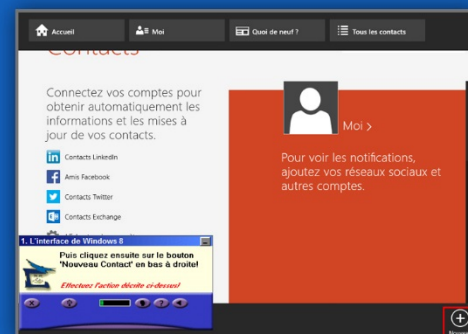 Accueil
Moi
Quoi de neuf ?
Tous les contacts
Contacts
Connectez vos comptes pour
obtenir automatiquement les
informations et les mises à
jour de vos contacts.
Contacts LinkedIn
Amis Facebook
Contacts Twitter
Contacts Exchange
Moi >
Pour voir les notifications,
ajoutez vos réseaux sociaux et
autres comptes.
1. L'interface de Windows 8
Puis cliquez ensuite sur le bouton
'Nouveau Contact' en bas à droite!
Effectuez l'action décrite ci-dessus!